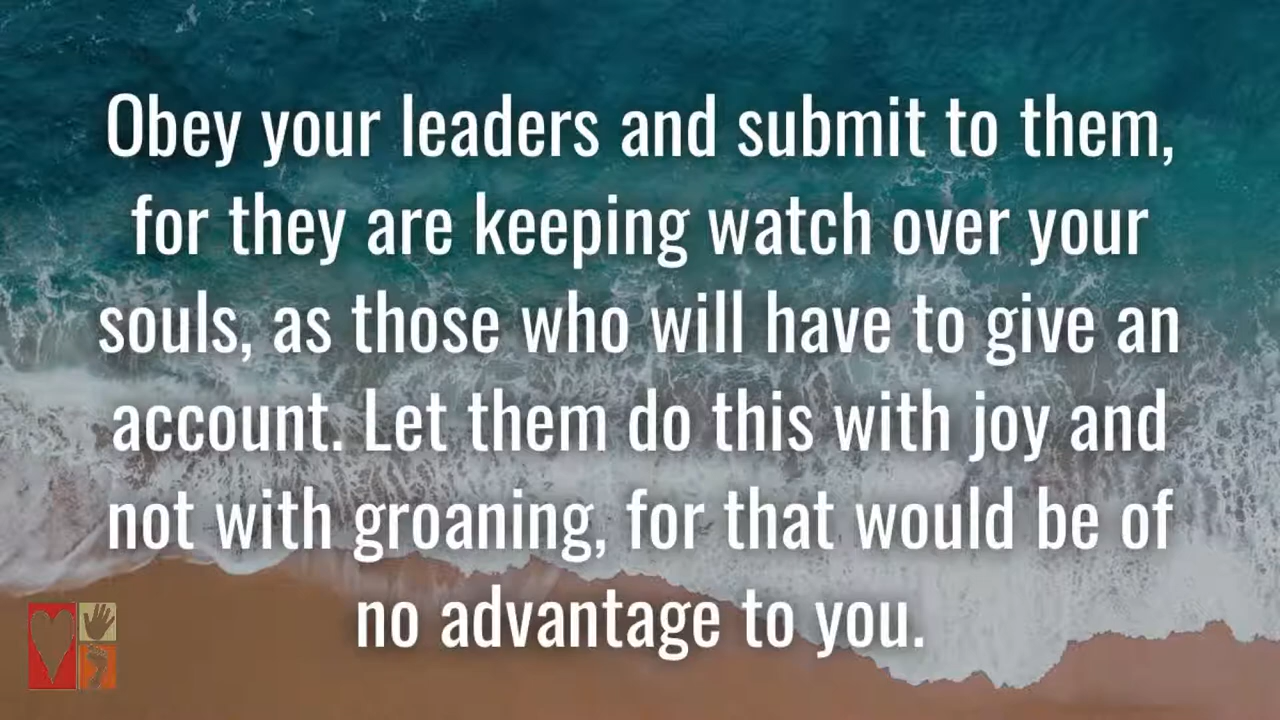 Obey your leaders and submit to them,
for they are keeping watch over your
souls, as those who will have to give an
account. Let them do this with joy and
not with groaning, for that would be of
no advantage to you.